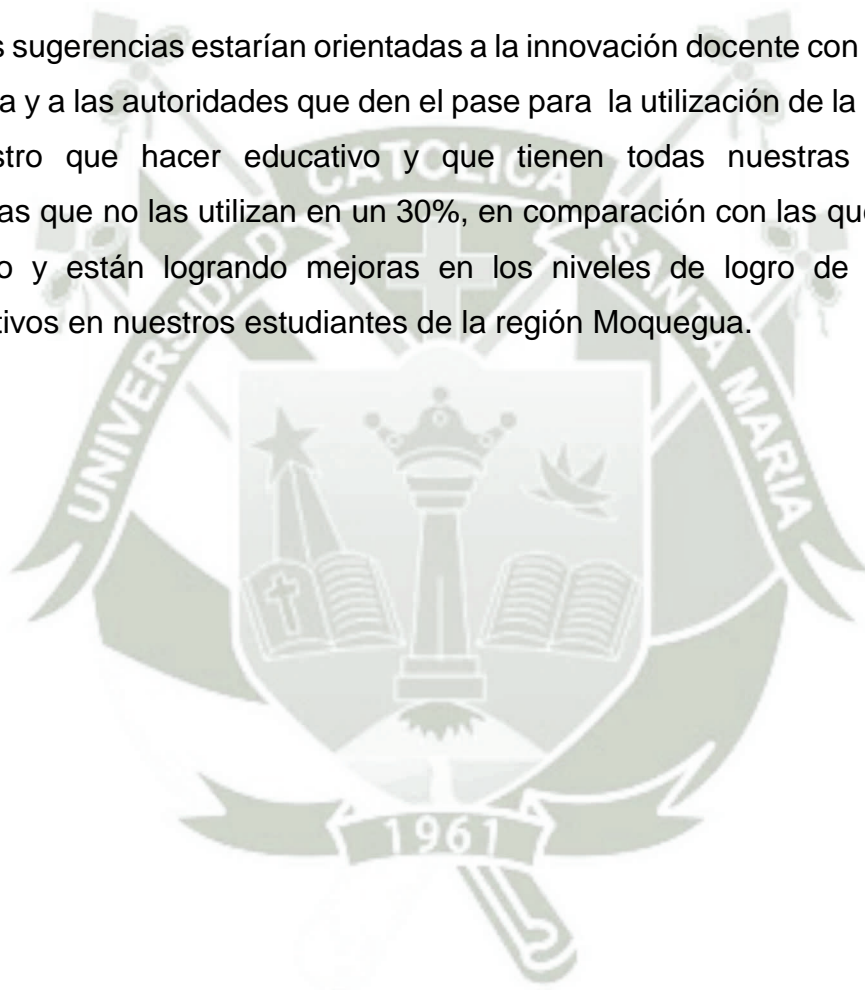 s sugerencias estarían orientadas a la innovación docente con
a y a las autoridades que den el pase para la utilización de la
stro que hacer educativo y que tienen todas nuestras
as que no las utilizan en un 30%, en comparación con las que
o y están logrando mejoras en los niveles de logro de
tivos en nuestros estudiantes de la región Moquegua.
UNIVERSIDAD CATOLICA SANTA MARIA
1961